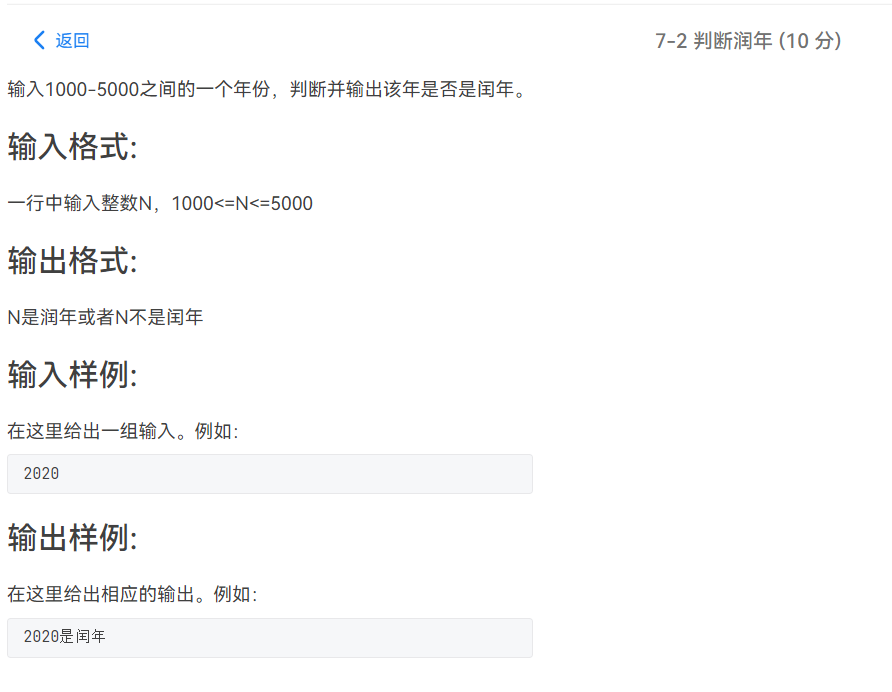 返回
7-2 判断润年 (10 分)
输入1000-5000之间的一个年份，判断并输出该年是否是闰年。
输入格式:
一行中输入整数N，1000<=N<=5000
输出格式:
N是润年或者N不是闰年
输入样例:
在这里给出一组输入。例如：
2020
输出样例:
在这里给出相应的输出。例如：
2020是闰年